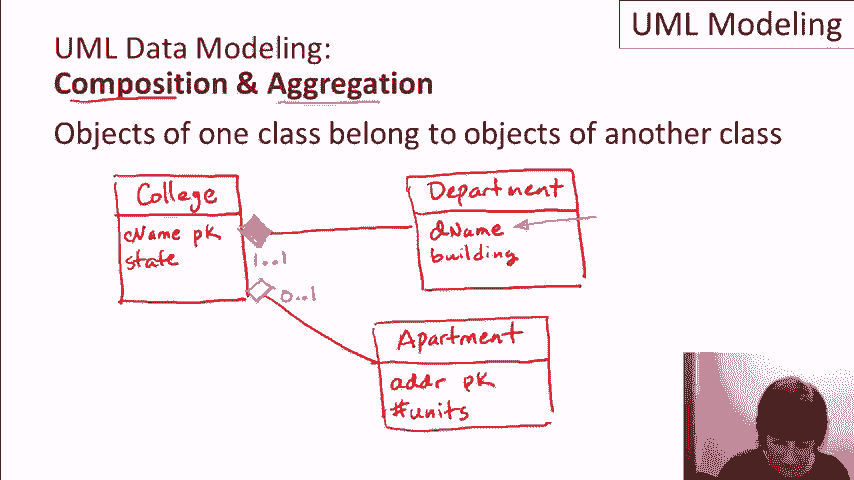 UML Modeling
UML Data Modeling:
Composition & Aggregation
Objects of one class belong to objects of another class
College
cName pk
state
1..1
0..1
Department
dName
building
Apartment
addr pk
#units